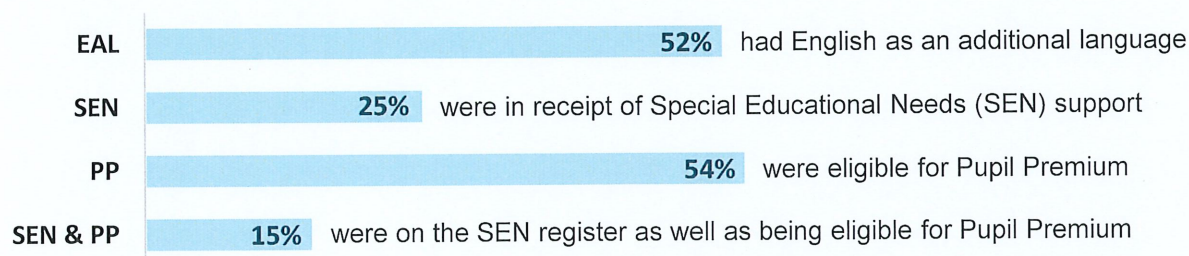 EAL 52% had English as an additional language
SEN 25% were in receipt of Special Educational Needs (SEN) support
PP 54% were eligible for Pupil Premium
SEN & PP 15% were on the SEN register as well as being eligible for Pupil Premium